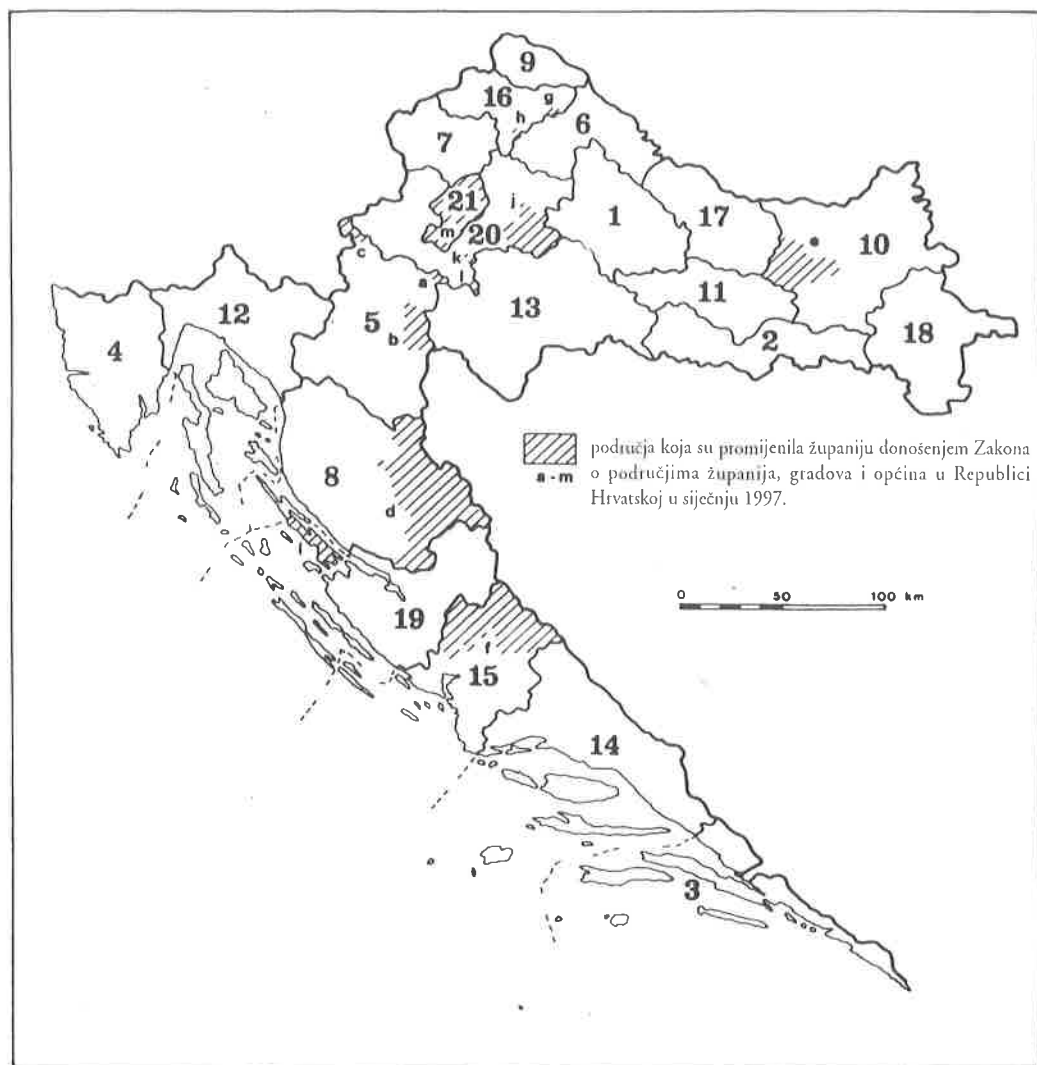 9
16
g
h
6
7
21
j
1
17
m
20
e
10
c
k
l
a
12
5
13
11
4
b
2
18
područja koja su promijenila županiju donošenjem Zakona
a - m
o područjima županija, gradova i općina u Republici
Hrvatskoj u siječnju 1997.
8
d
i
0 50 100 km
19
f
15
14
3